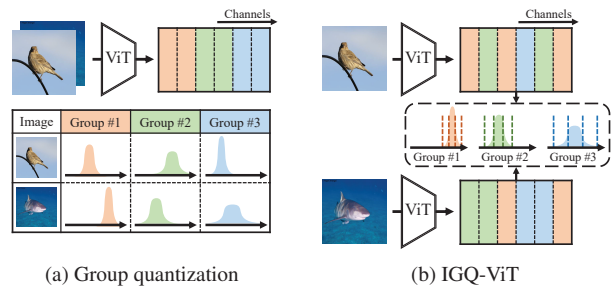 Channels
ViT
Image
Group #1
Group #2
Group #3
(a) Group quantization
Channels
ViT
Group #1
Group #2
Group #3
ViT
(b) IGQ-ViT